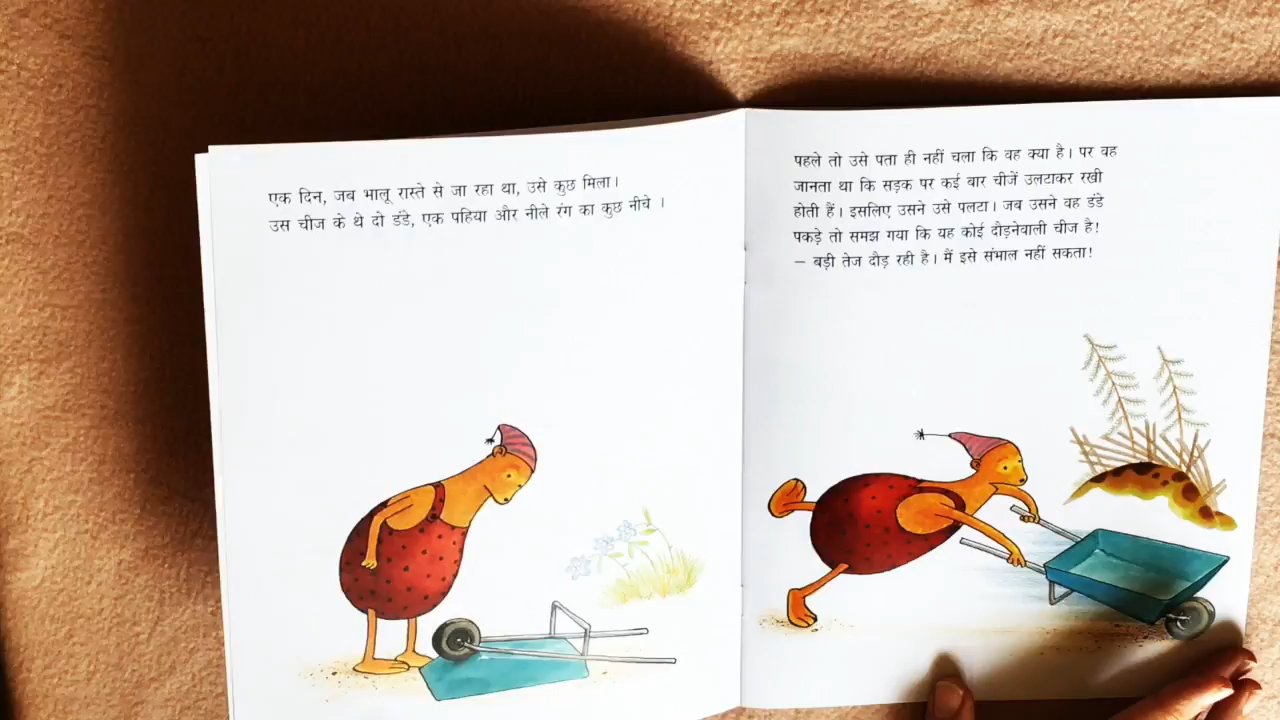 एक दिन, जब भालू रास्ते से जा रहा था, उसे कुछ मिला।
उस चीज के थे दो डंडे, एक पहिया और नीले रंग का कुछ नीचे ।
पहले तो उसे पता ही नहीं चला कि वह क्या है। पर वह
जानता था कि सड़क पर कई बार चीजें उलटाकर रखी
होती हैं। इसलिए उसने उसे पलटा। जब उसने वह डंडे
पकड़े तो समझ गया कि यह कोई दौड़नेवाली चीज है!
– बड़ी तेज दौड़ रही है। मैं इसे संभाल नहीं सकता!